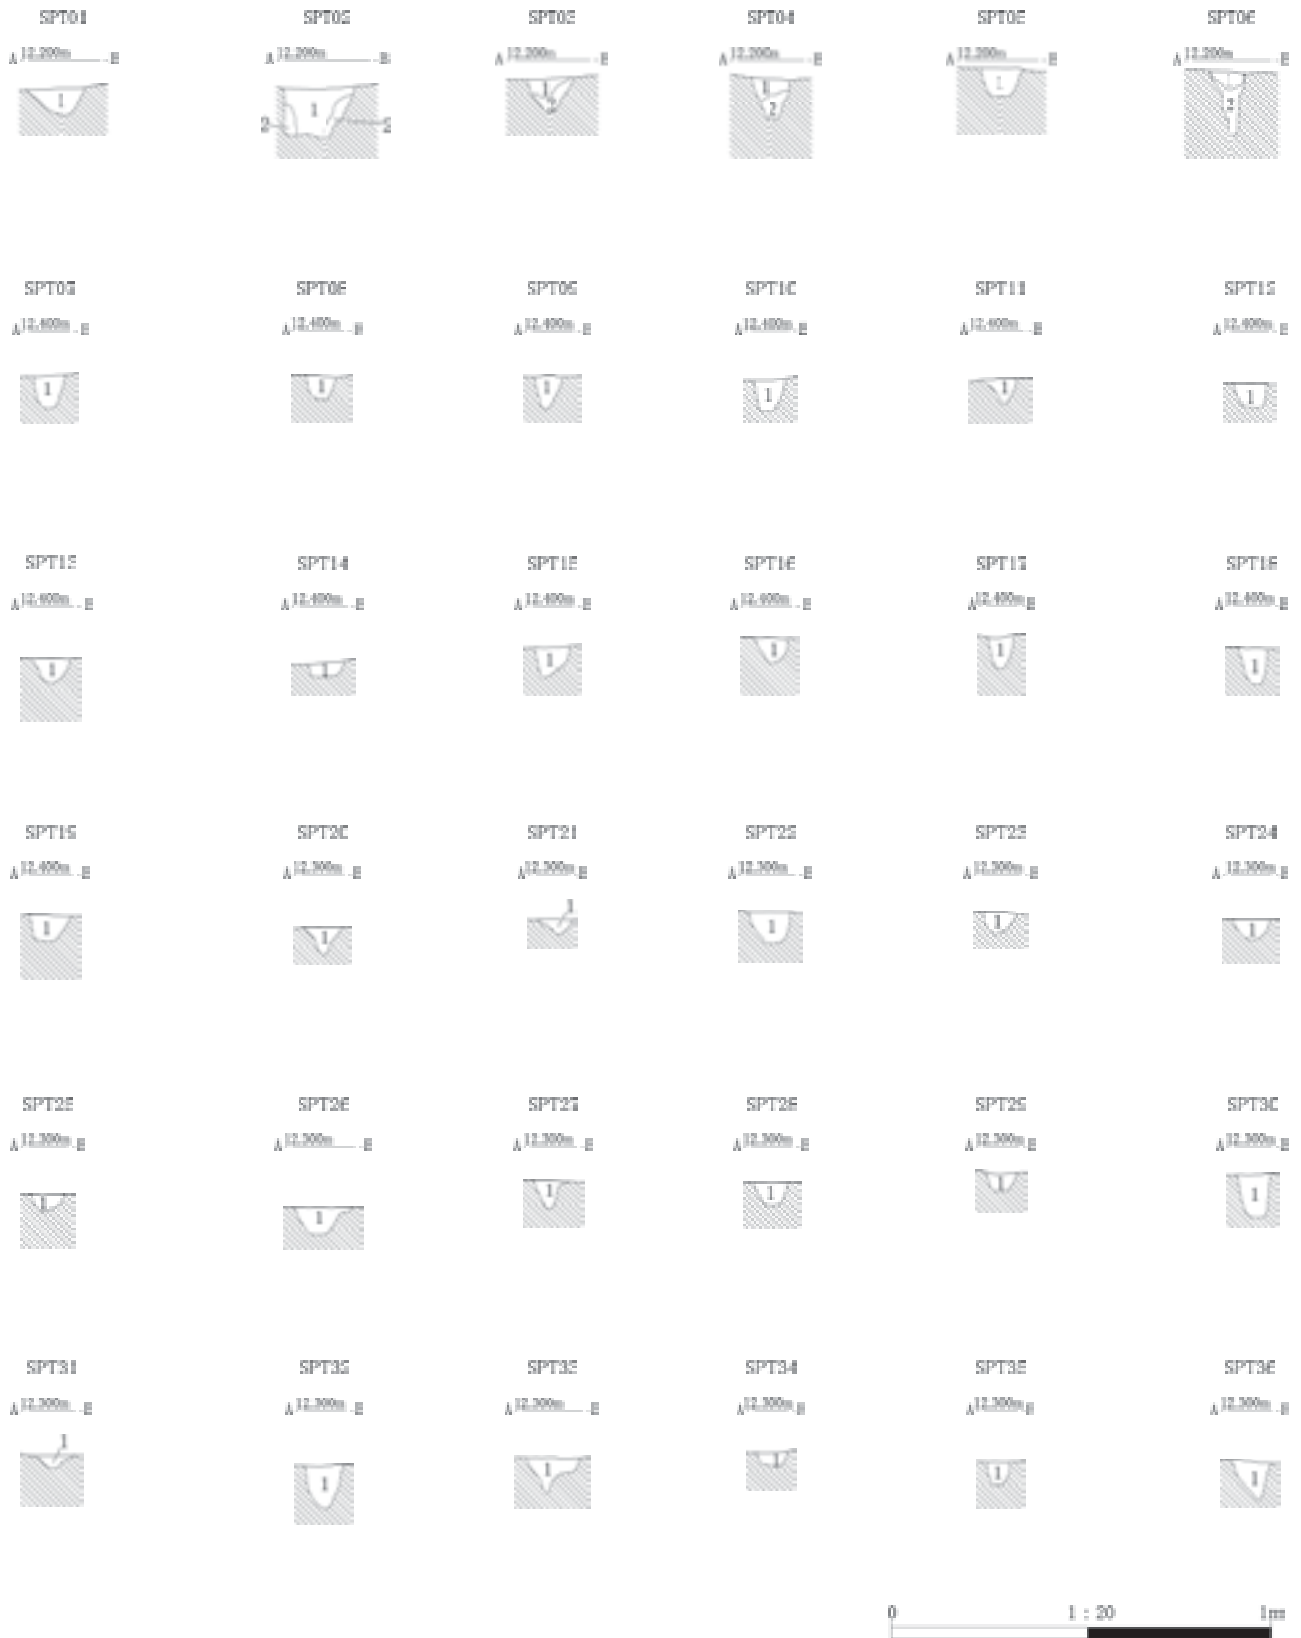 SPT01 SPT02 SPT03 SPT04 SPT05 SPT06
A 12.200m B A 12.200m B A 12.200m B A 12.200m B A 12.200m B A 12.200m B
1 1 1 1 1 1
2 2 2 2 2
SPT07 SPT08 SPT09 SPT10 SPT11 SPT12
A 12.400m B A 12.400m B A 12.400m B A 12.400m B A 12.400m B A 12.400m B
1 1 1 1 1 1
SPT13 SPT14 SPT15 SPT16 SPT17 SPT18
A 12.400m B A 12.400m B A 12.400m B A 12.400m B A 12.400m B A 12.400m B
1 1 1 1 1 1
SPT19 SPT20 SPT21 SPT22 SPT23 SPT24
A 12.400m B A 12.300m B A 12.300m B A 12.300m B A 12.300m B A 12.300m B
1 1 1 1 1 1
SPT25 SPT26 SPT27 SPT28 SPT29 SPT30
A 12.300m B A 12.300m B A 12.300m B A 12.300m B A 12.300m B A 12.300m B
1 1 1 1 1 1
SPT31 SPT32 SPT33 SPT34 SPT35 SPT36
A 12.300m B A 12.300m B A 12.300m B A 12.300m B A 12.300m B A 12.300m B
1 1 1 1 1 1
0 1 : 20 1m